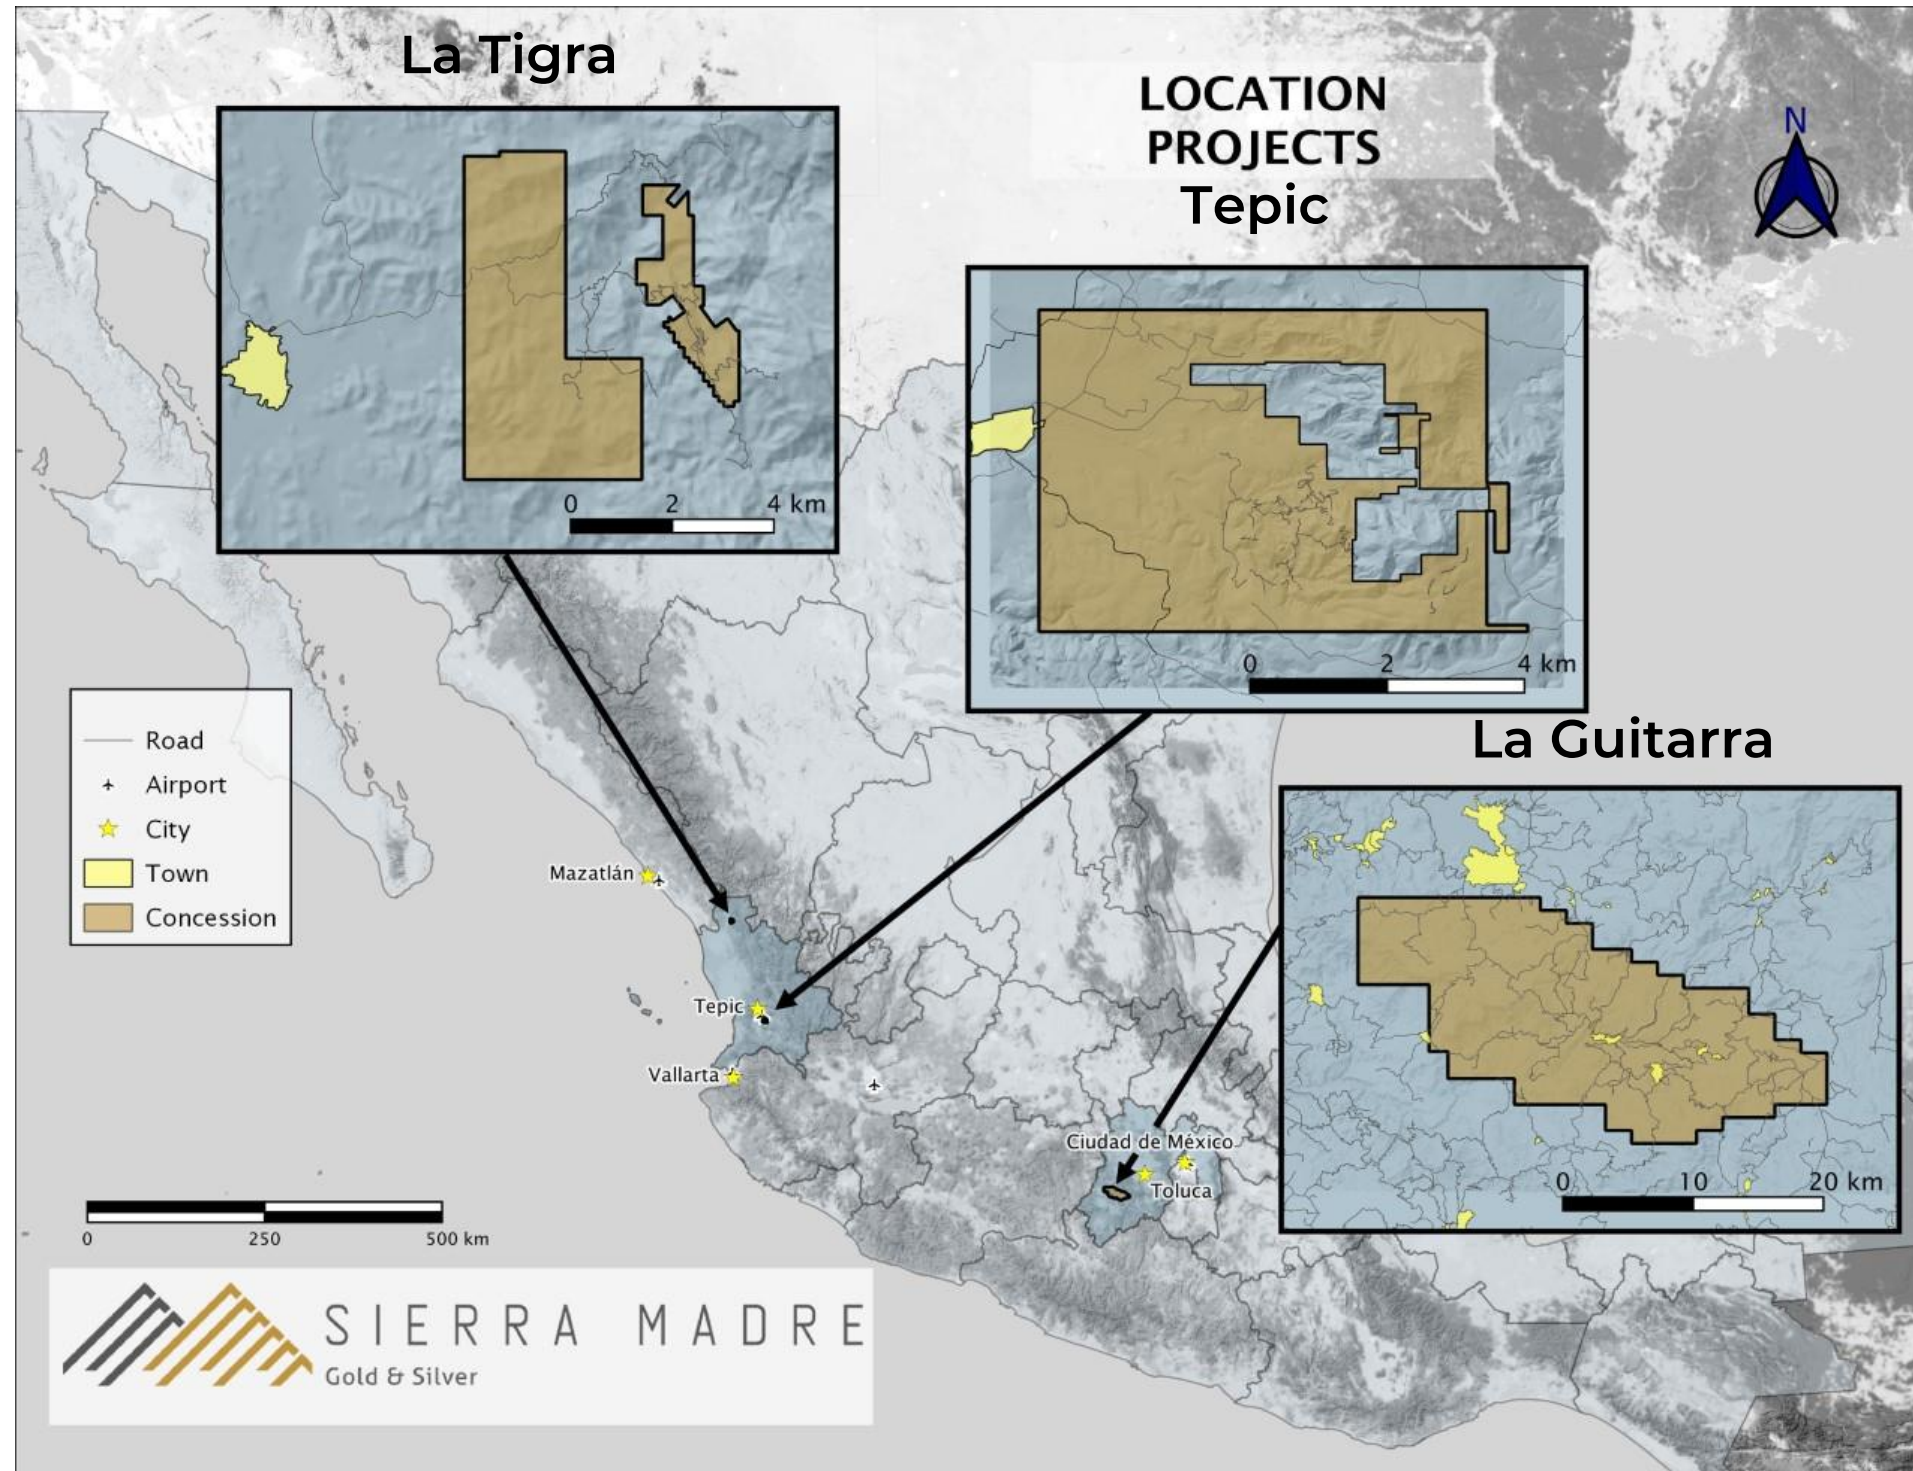 La Tigra
LOCATION
PROJECTS
Tepic
N
0 2 4 km
0 2 4 km
La Guitarra
Road
Airport
City
Town
Concession
Mazatlán
Tepic
Vallarta
Ciudad de México
Toluca
0 10 20 km
0 250 500 km
SIERRA MADRE
Gold & Silver